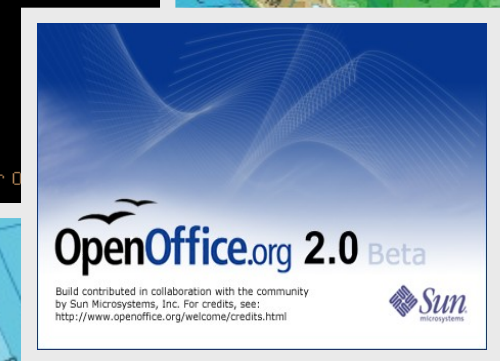 OpenOffice.org 2.0 Beta
Build contributed in collaboration with the community
by Sun Microsystems, Inc. For credits, see:
http://www.openoffice.org/welcome/credits.html
Sun
microsystems